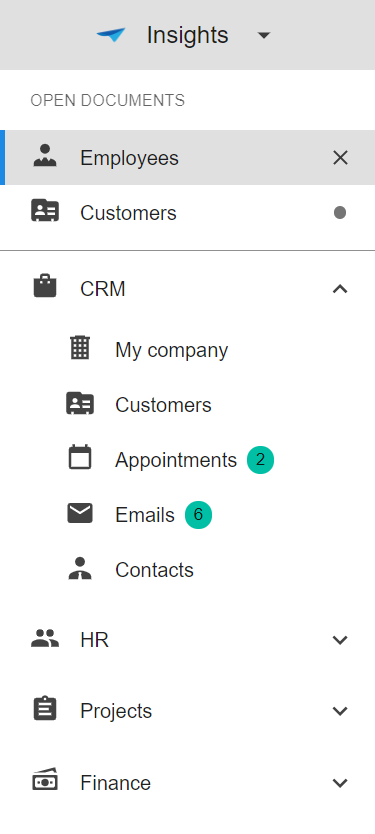 Insights
OPEN DOCUMENTS
Employees
Customers
CRM
My company
Customers
Appointments 2
Emails 6
Contacts
HR
Projects
Finance